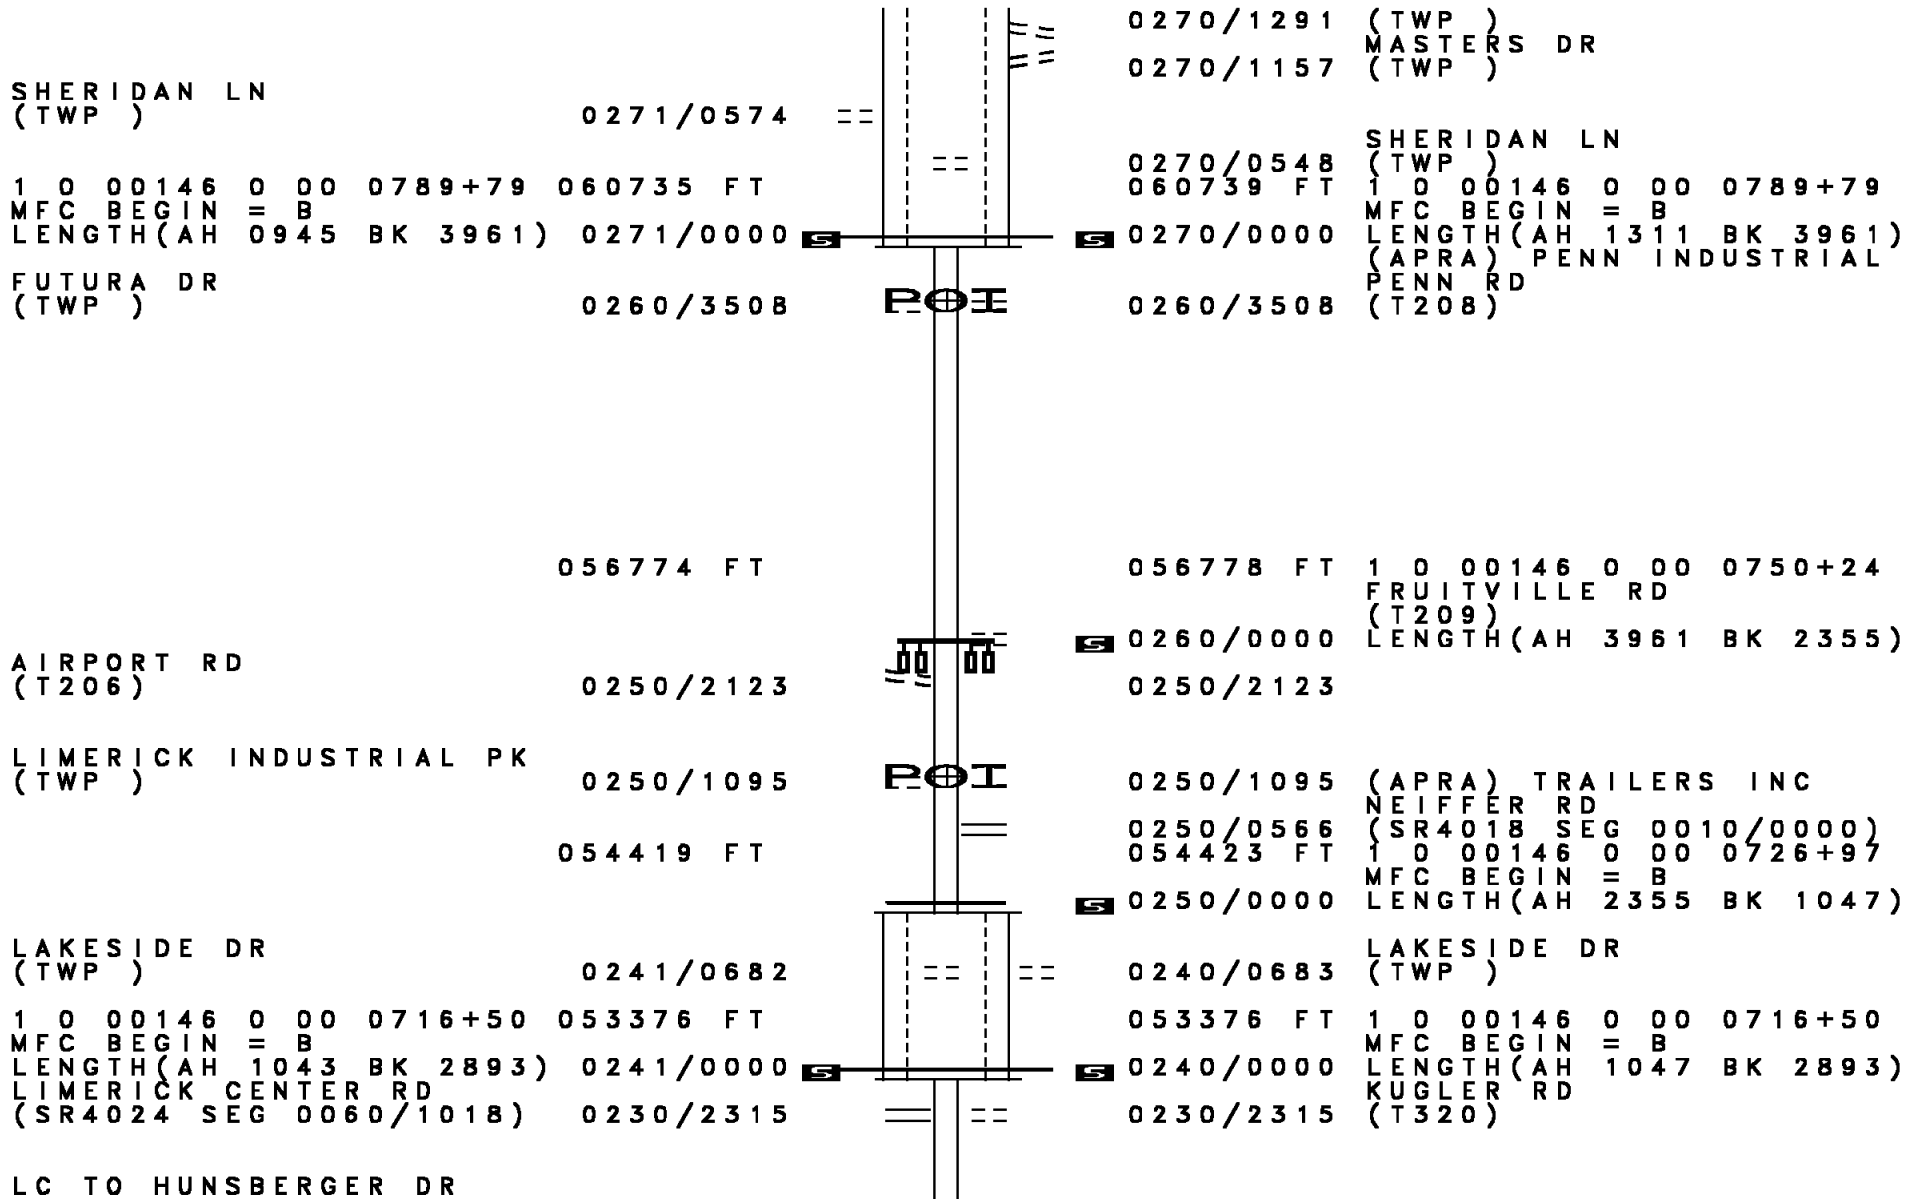 0270/1291 (TWP )
MASTERS DR
0270/1157 (TWP )
SHERIDAN LN
(TWP ) 0271/0574
SHERIDAN LN
0270/0548 (TWP )
1 0 00146 0 00 0789+79 060735 FT 060739 FT 1 0 00146 0 00 0789+79
MFC BEGIN = B MFC BEGIN = B
LENGTH(AH 0945 BK 3961) 0271/0000 S S 0270/0000 LENGTH(AH 1311 BK 3961)
(APRA) PENN INDUSTRIAL
FUTURA DR PENN RD
(TWP ) 0260/3508 POI 0260/3508 (T208)
056774 FT 056778 FT 1 0 00146 0 00 0750+24
FRUITVILLE RD
(T209)
S 0260/0000 LENGTH(AH 3961 BK 2355)
AIRPORT RD
(T206) 0250/2123 0250/2123
LIMERICK INDUSTRIAL PK
(TWP ) 0250/1095 POI 0250/1095 (APRA) TRAILERS INC
NEIFFER RD
0250/0566 (SR4018 SEG 0010/0000)
054419 FT 054423 FT 1 0 00146 0 00 0726+97
MFC BEGIN = B
S 0250/0000 LENGTH(AH 2355 BK 1047)
LAKESIDE DR LAKESIDE DR
(TWP ) 0241/0682 0240/0683 (TWP )
1 0 00146 0 00 0716+50 053376 FT 053376 FT 1 0 00146 0 00 0716+50
MFC BEGIN = B MFC BEGIN = B
LENGTH(AH 1043 BK 2893) 0241/0000 S S 0240/0000 LENGTH(AH 1047 BK 2893)
LIMERICK CENTER RD KUGLER RD
(SR4024 SEG 0060/1018) 0230/2315 0230/2315 (T320)
LC TO HUNSBERGER DR